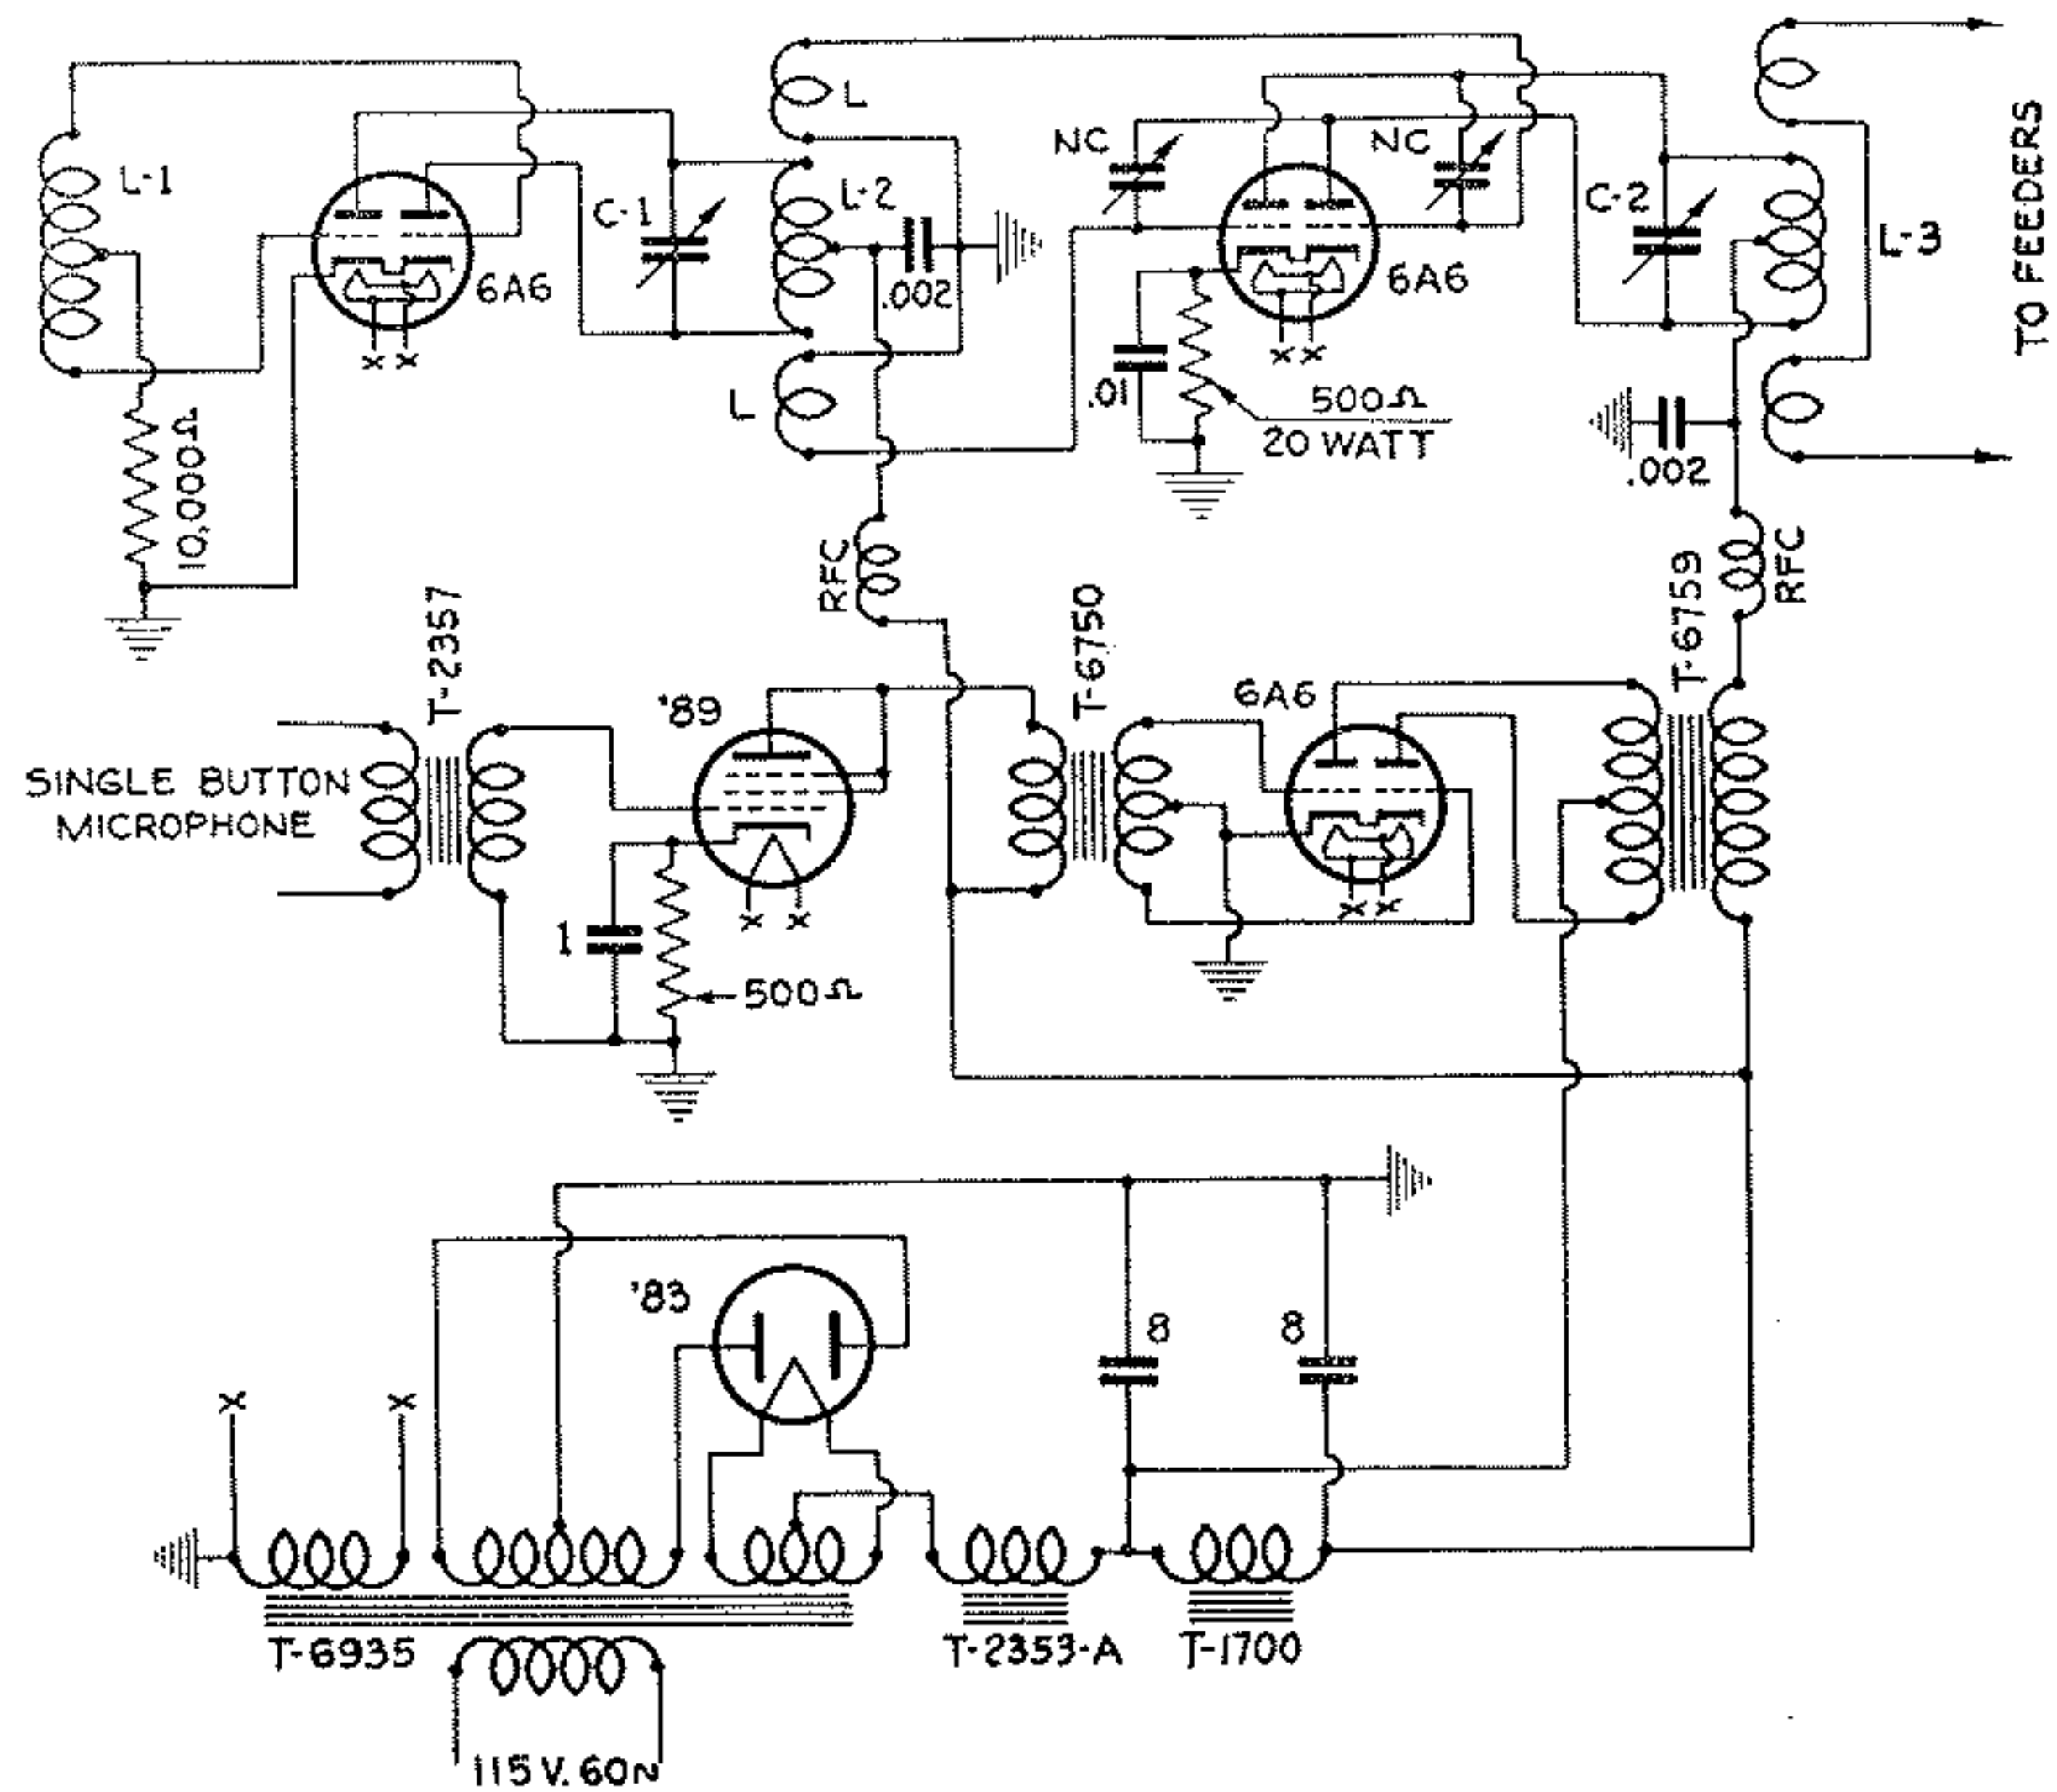 L
L-1
NC
NC
L-2
C-1
C-2
L-3
TO FEEDERS
6A6
.002
6A6
X X
X X
L
.01
500Ω
20 WATT
.002
10,000Ω
RFC
RFC
T-2357
T-6750
T-6759
'89
6A6
SINGLE BUTTON
MICROPHONE
X X
X X
1
500Ω
'83
8
8
X
X
T-6935
T-2353-A
T-1700
115 V. 60~